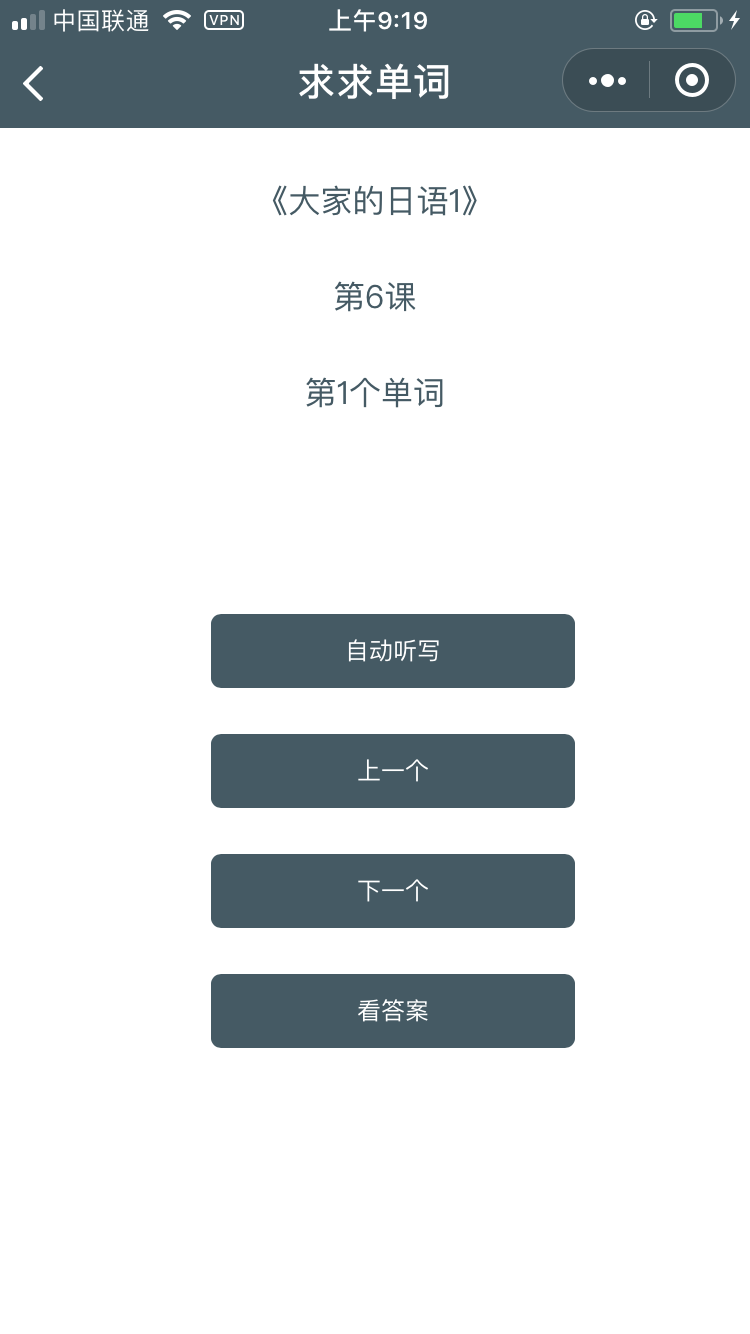 中国联通 VPN 上午9:19
求求单词
《大家的日语1》
第6课
第1个单词
自动听写
上一个
下一个
看答案